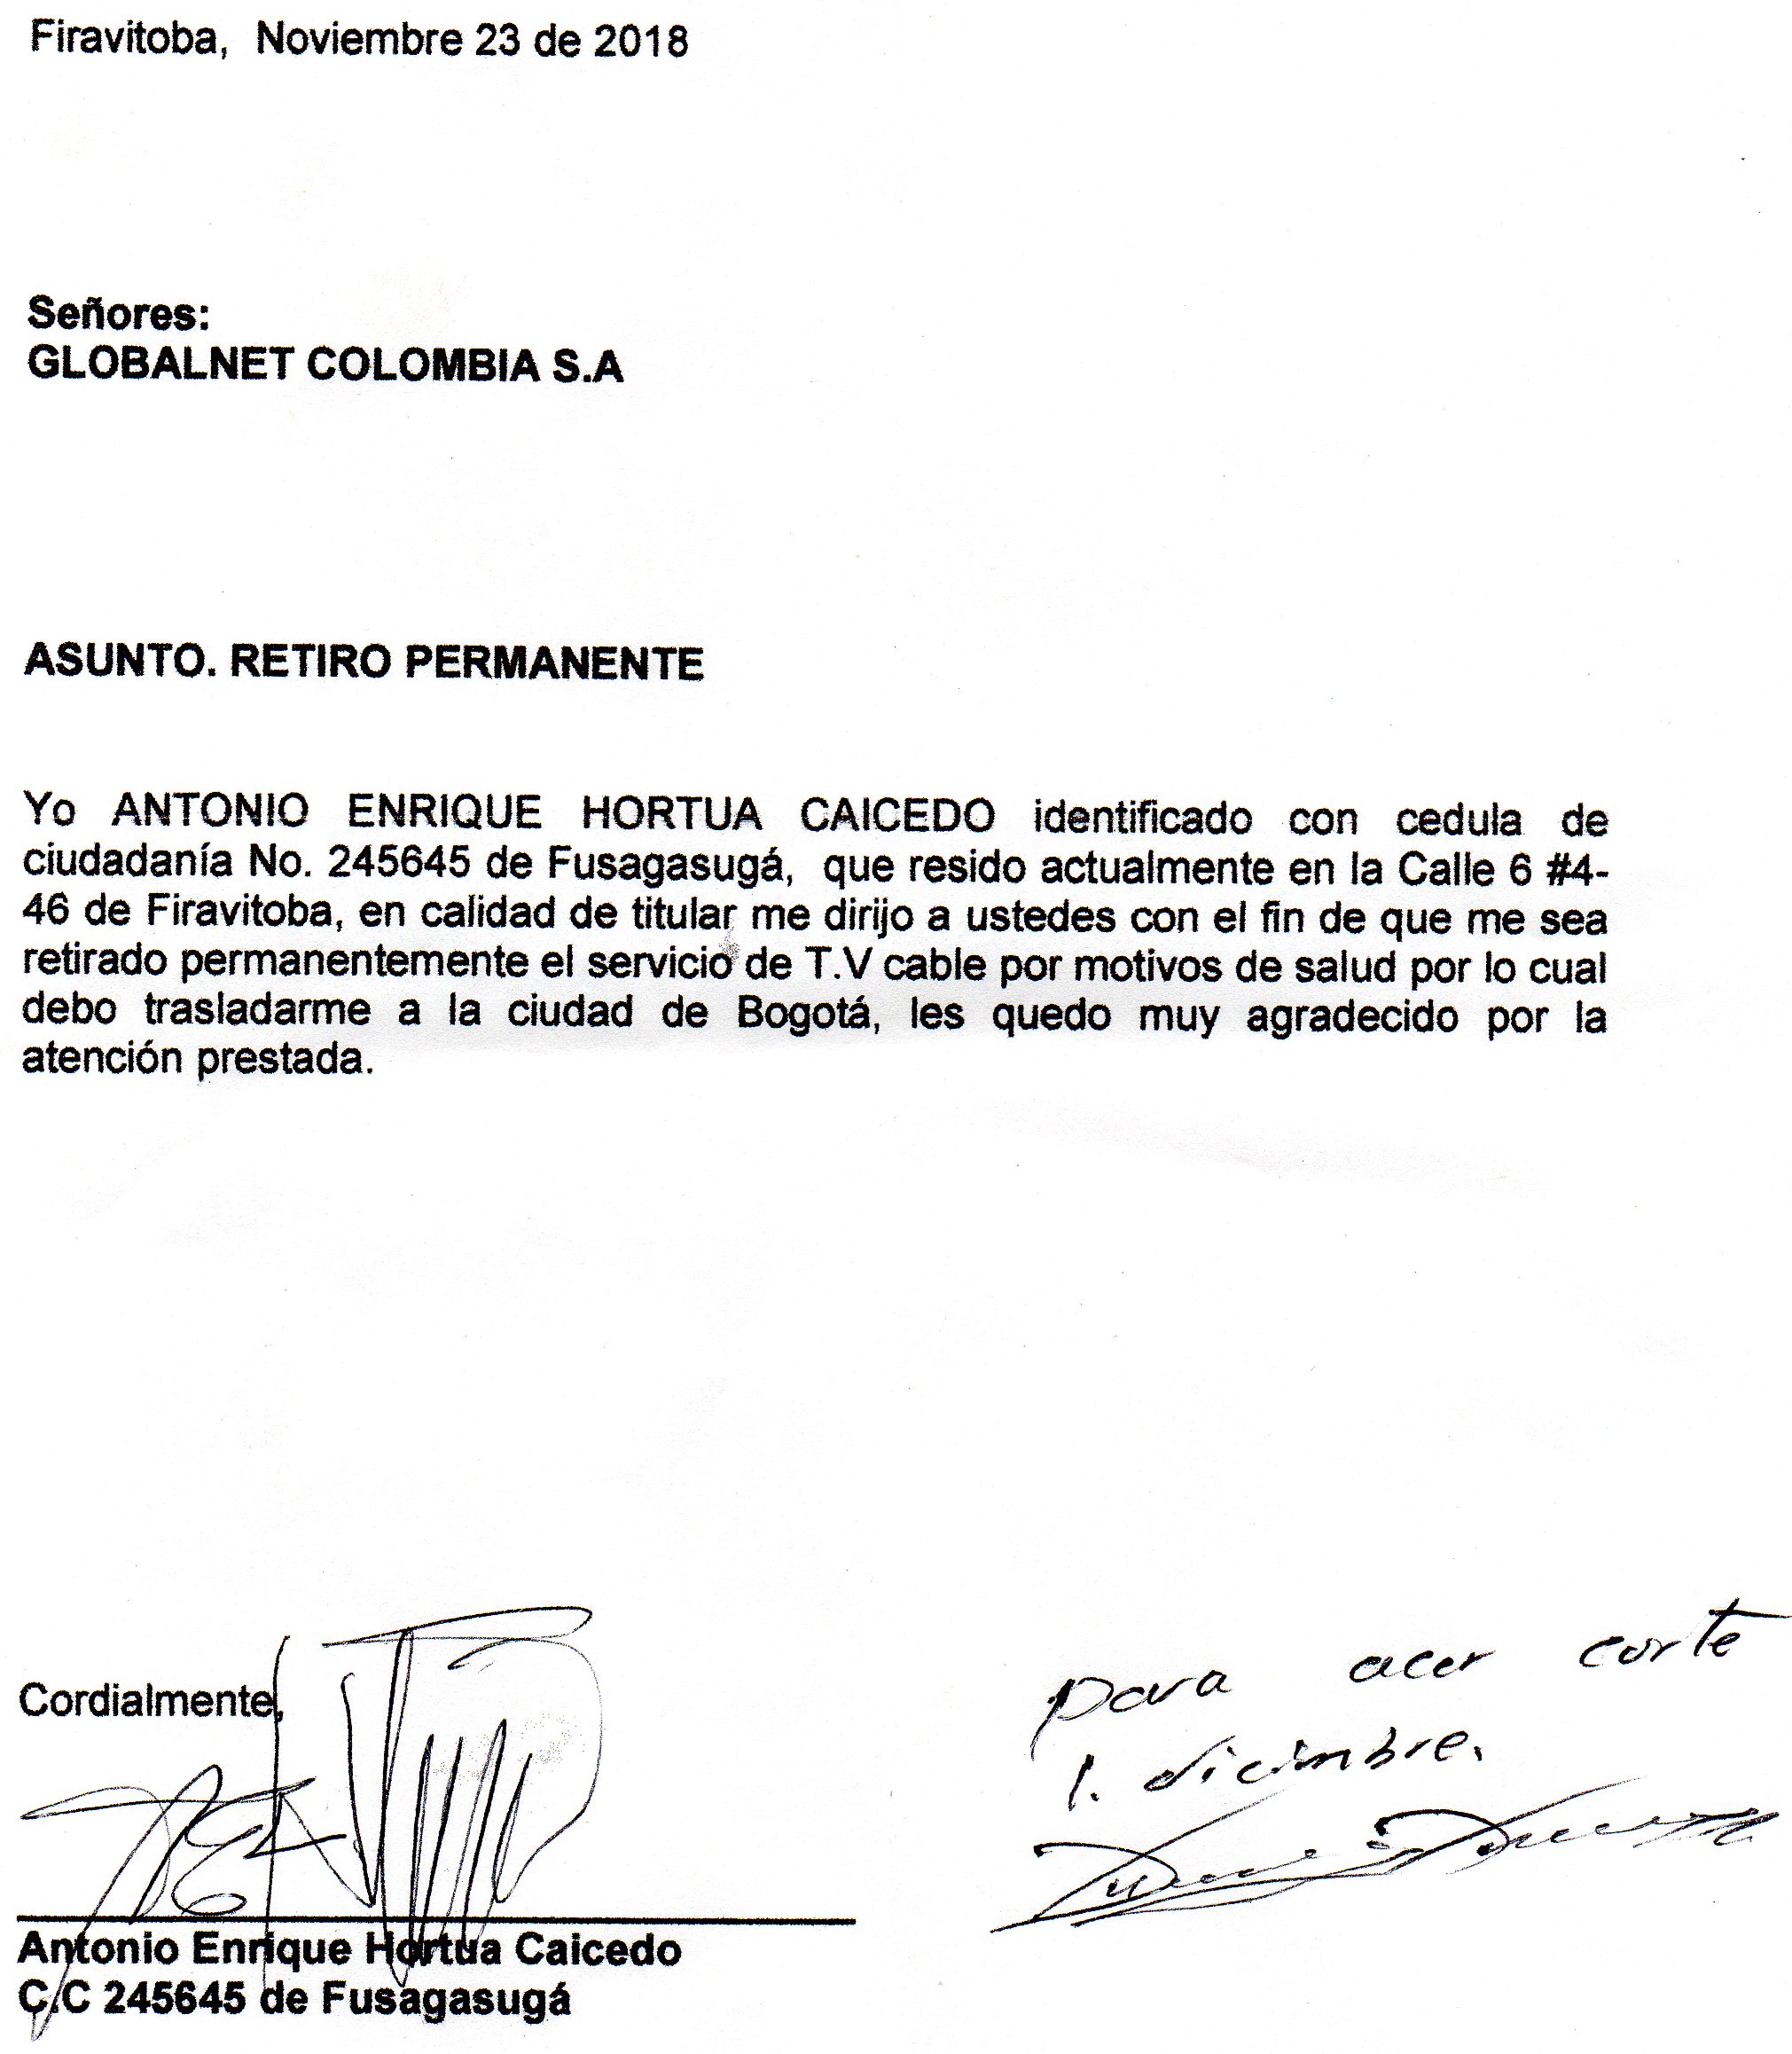 Firavitoba, Noviembre 23 de 2018
Señores:
GLOBALNET COLOMBIA S.A
ASUNTO. RETIRO PERMANENTE
Yo ANTONIO ENRIQUE HORTUA CAICEDO identificado con cedula de
ciudadanía No. 245645 de Fusagasugá, que resido actualmente en la Calle 6 #4-
46 de Firavitoba, en calidad de titular me dirijo a ustedes con el fin de que me sea
retirado permanentemente el servicio de T.V cable por motivos de salud por lo cual
debo trasladarme a la ciudad de Bogotá, les quedo muy agradecido por la
atención prestada.
Cordialmente,
Antonio Enrique Hortua Caicedo
C.C 245645 de Fusagasugá
para acer corte
1. diciembre.